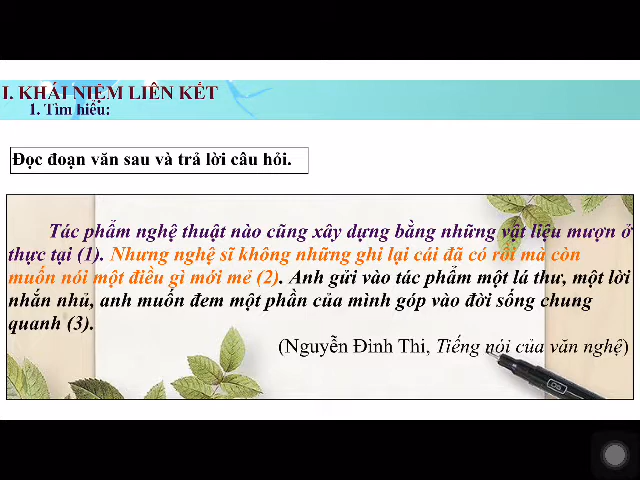 I. KHÁI NIỆM LIÊN KẾT
1. Tìm hiểu:
Đọc đoạn văn sau và trả lời câu hỏi.
Tác phẩm nghệ thuật nào cũng xây dựng bằng những vật liệu mượn ở
thực tại (1). Nhưng nghệ sĩ không những ghi lại cái đã có rồi mà còn
muốn nói một điều gì mới mẻ (2). Anh gửi vào tác phẩm một lá thư, một lời
nhắn nhủ, anh muốn đem một phần của mình góp vào đời sống chung
quanh (3).
(Nguyễn Đình Thi, Tiếng nói của văn nghệ)